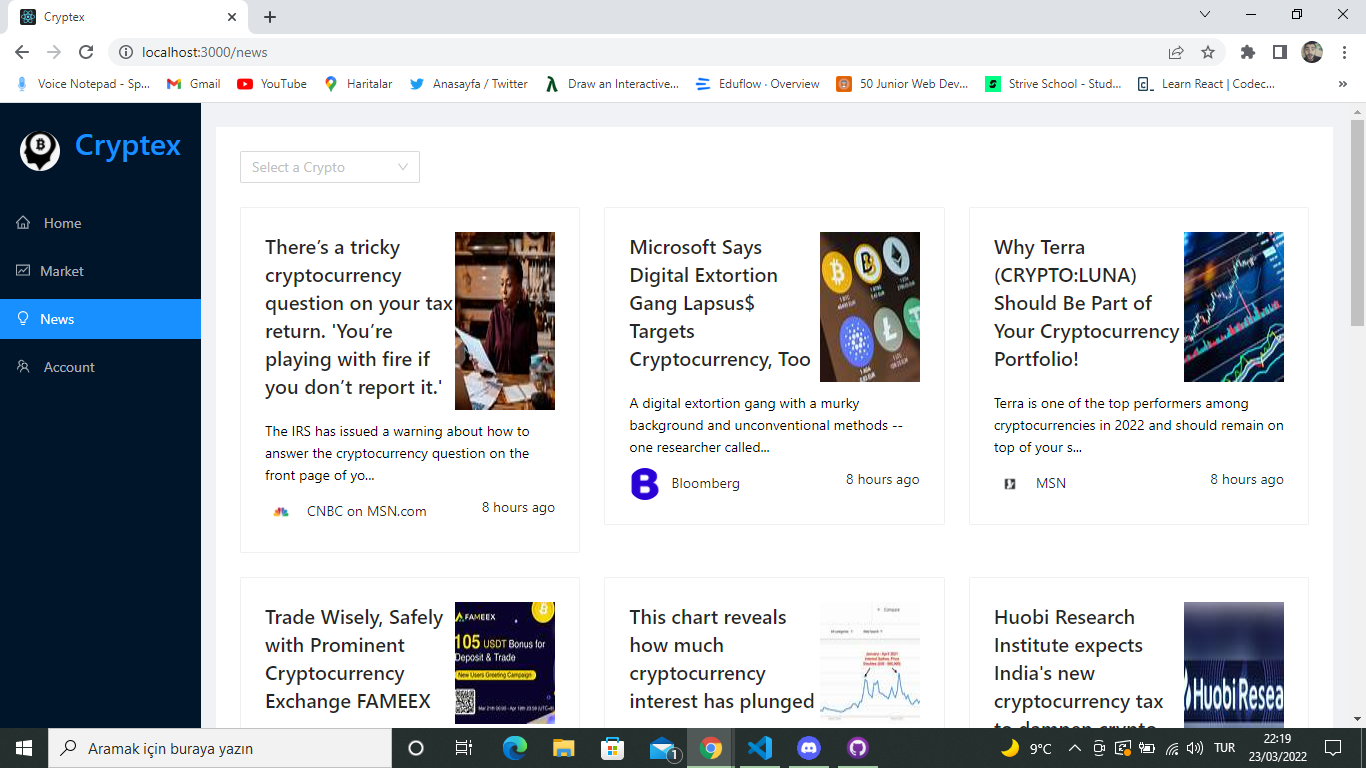 Cryptex
localhost:3000/news
Voice Notepad - Sp...
Gmail
YouTube
Haritalar
Anasayfa / Twitter
Draw an Interactive...
Eduflow · Overview
50 Junior Web Dev...
Strive School - Stud...
Learn React | Codec...
»
Cryptex
Home
Market
News
Account
Select a Crypto
There’s a tricky
cryptocurrency
question on your tax
return. 'You’re
playing with fire if
you don’t report it.'
The IRS has issued a warning about how to
answer the cryptocurrency question on the
front page of yo...
CNBC on MSN.com
8 hours ago
Microsoft Says
Digital Extortion
Gang Lapsus$
Targets
Cryptocurrency, Too
A digital extortion gang with a murky
background and unconventional methods --
one researcher called...
B
Bloomberg
8 hours ago
Why Terra
(CRYPTO:LUNA)
Should Be Part of
Your Cryptocurrency
Portfolio!
Terra is one of the top performers among
cryptocurrencies in 2022 and should remain on
top of your s...
MSN
8 hours ago
Trade Wisely, Safely
with Prominent
Cryptocurrency
Exchange FAMEEX
FAMEEX
105 USDT Bonus for
Deposit & Trade
New Users Greeting Campaign
This chart reveals
how much
cryptocurrency
interest has plunged
Compare
Huobi Research
Institute expects
India's new
cryptocurrency tax
to dampen crypto
Huobi Resea
Aramak için buraya yazın
1
9°C
TUR
22:19
23/03/2022